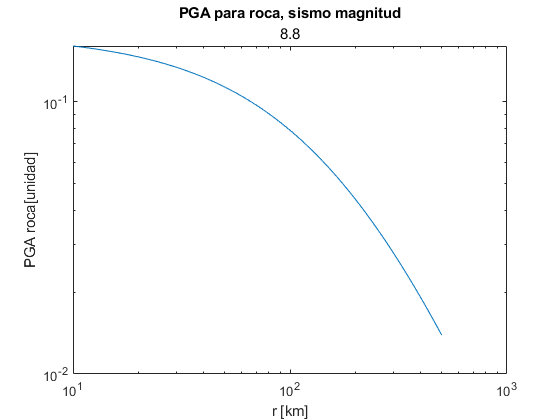 PGA para roca, sismo magnitud
8.8
10^-1
PGA roca[unidad]
10^-2
10^1 10^2 10^3
r [km]